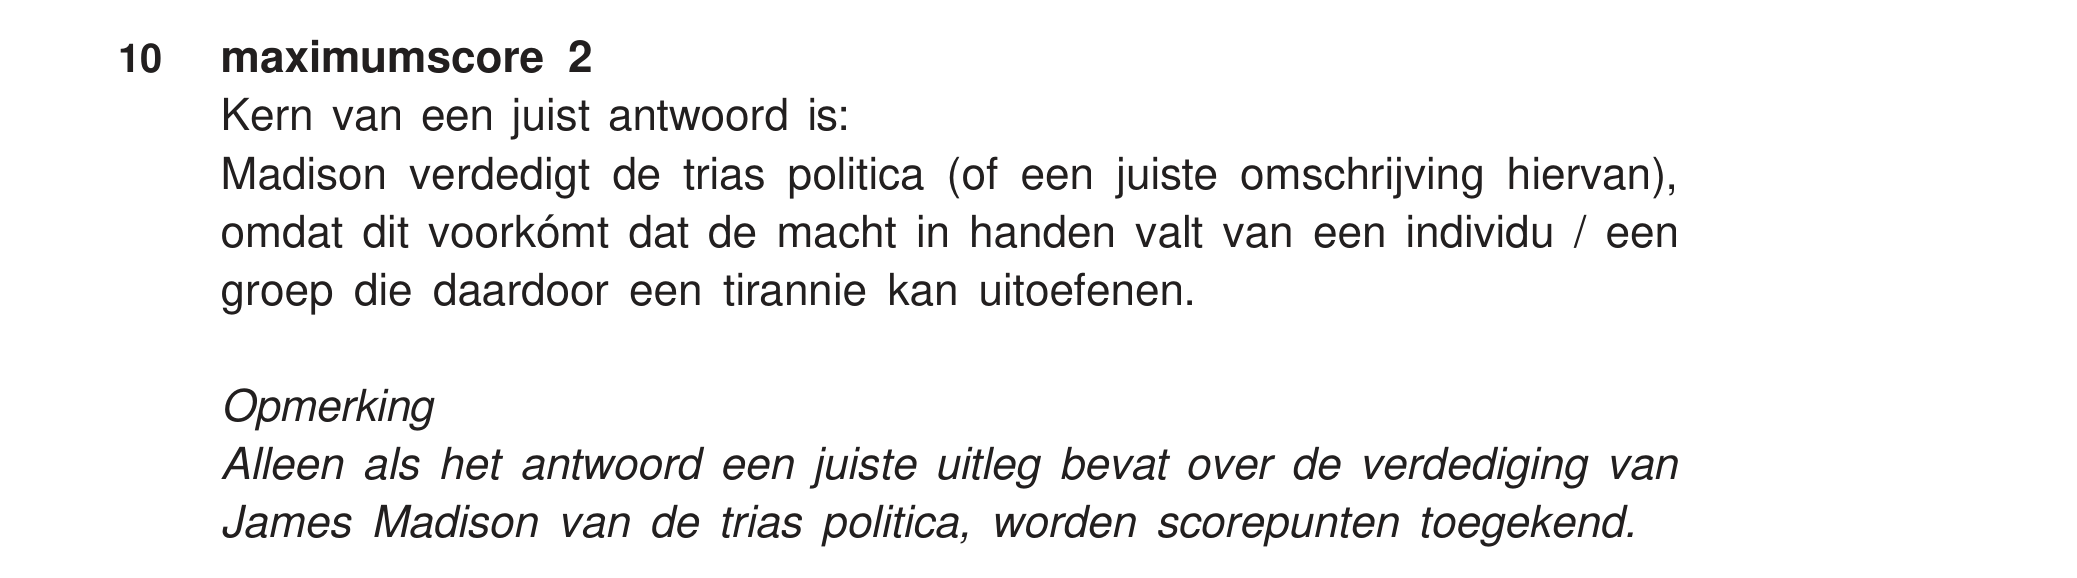 10 maximumscore 2
Kern van een juist antwoord is:
Madison verdedigt de trias politica (of een juiste omschrijving hiervan),
omdat dit voorkómt dat de macht in handen valt van een individu / een
groep die daardoor een tirannie kan uitoefenen.
Opmerking
Alleen als het antwoord een juiste uitleg bevat over de verdediging van
James Madison van de trias politica, worden scorepunten toegekend.